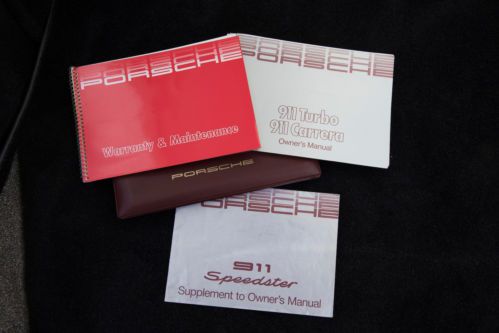 PORSCHE
Warranty & Maintenance
PORSCHE
911 Turbo
911 Carrera
Owner's Manual
PORSCHE
PORSCHE
911
Speedster
Supplement to Owner's Manual